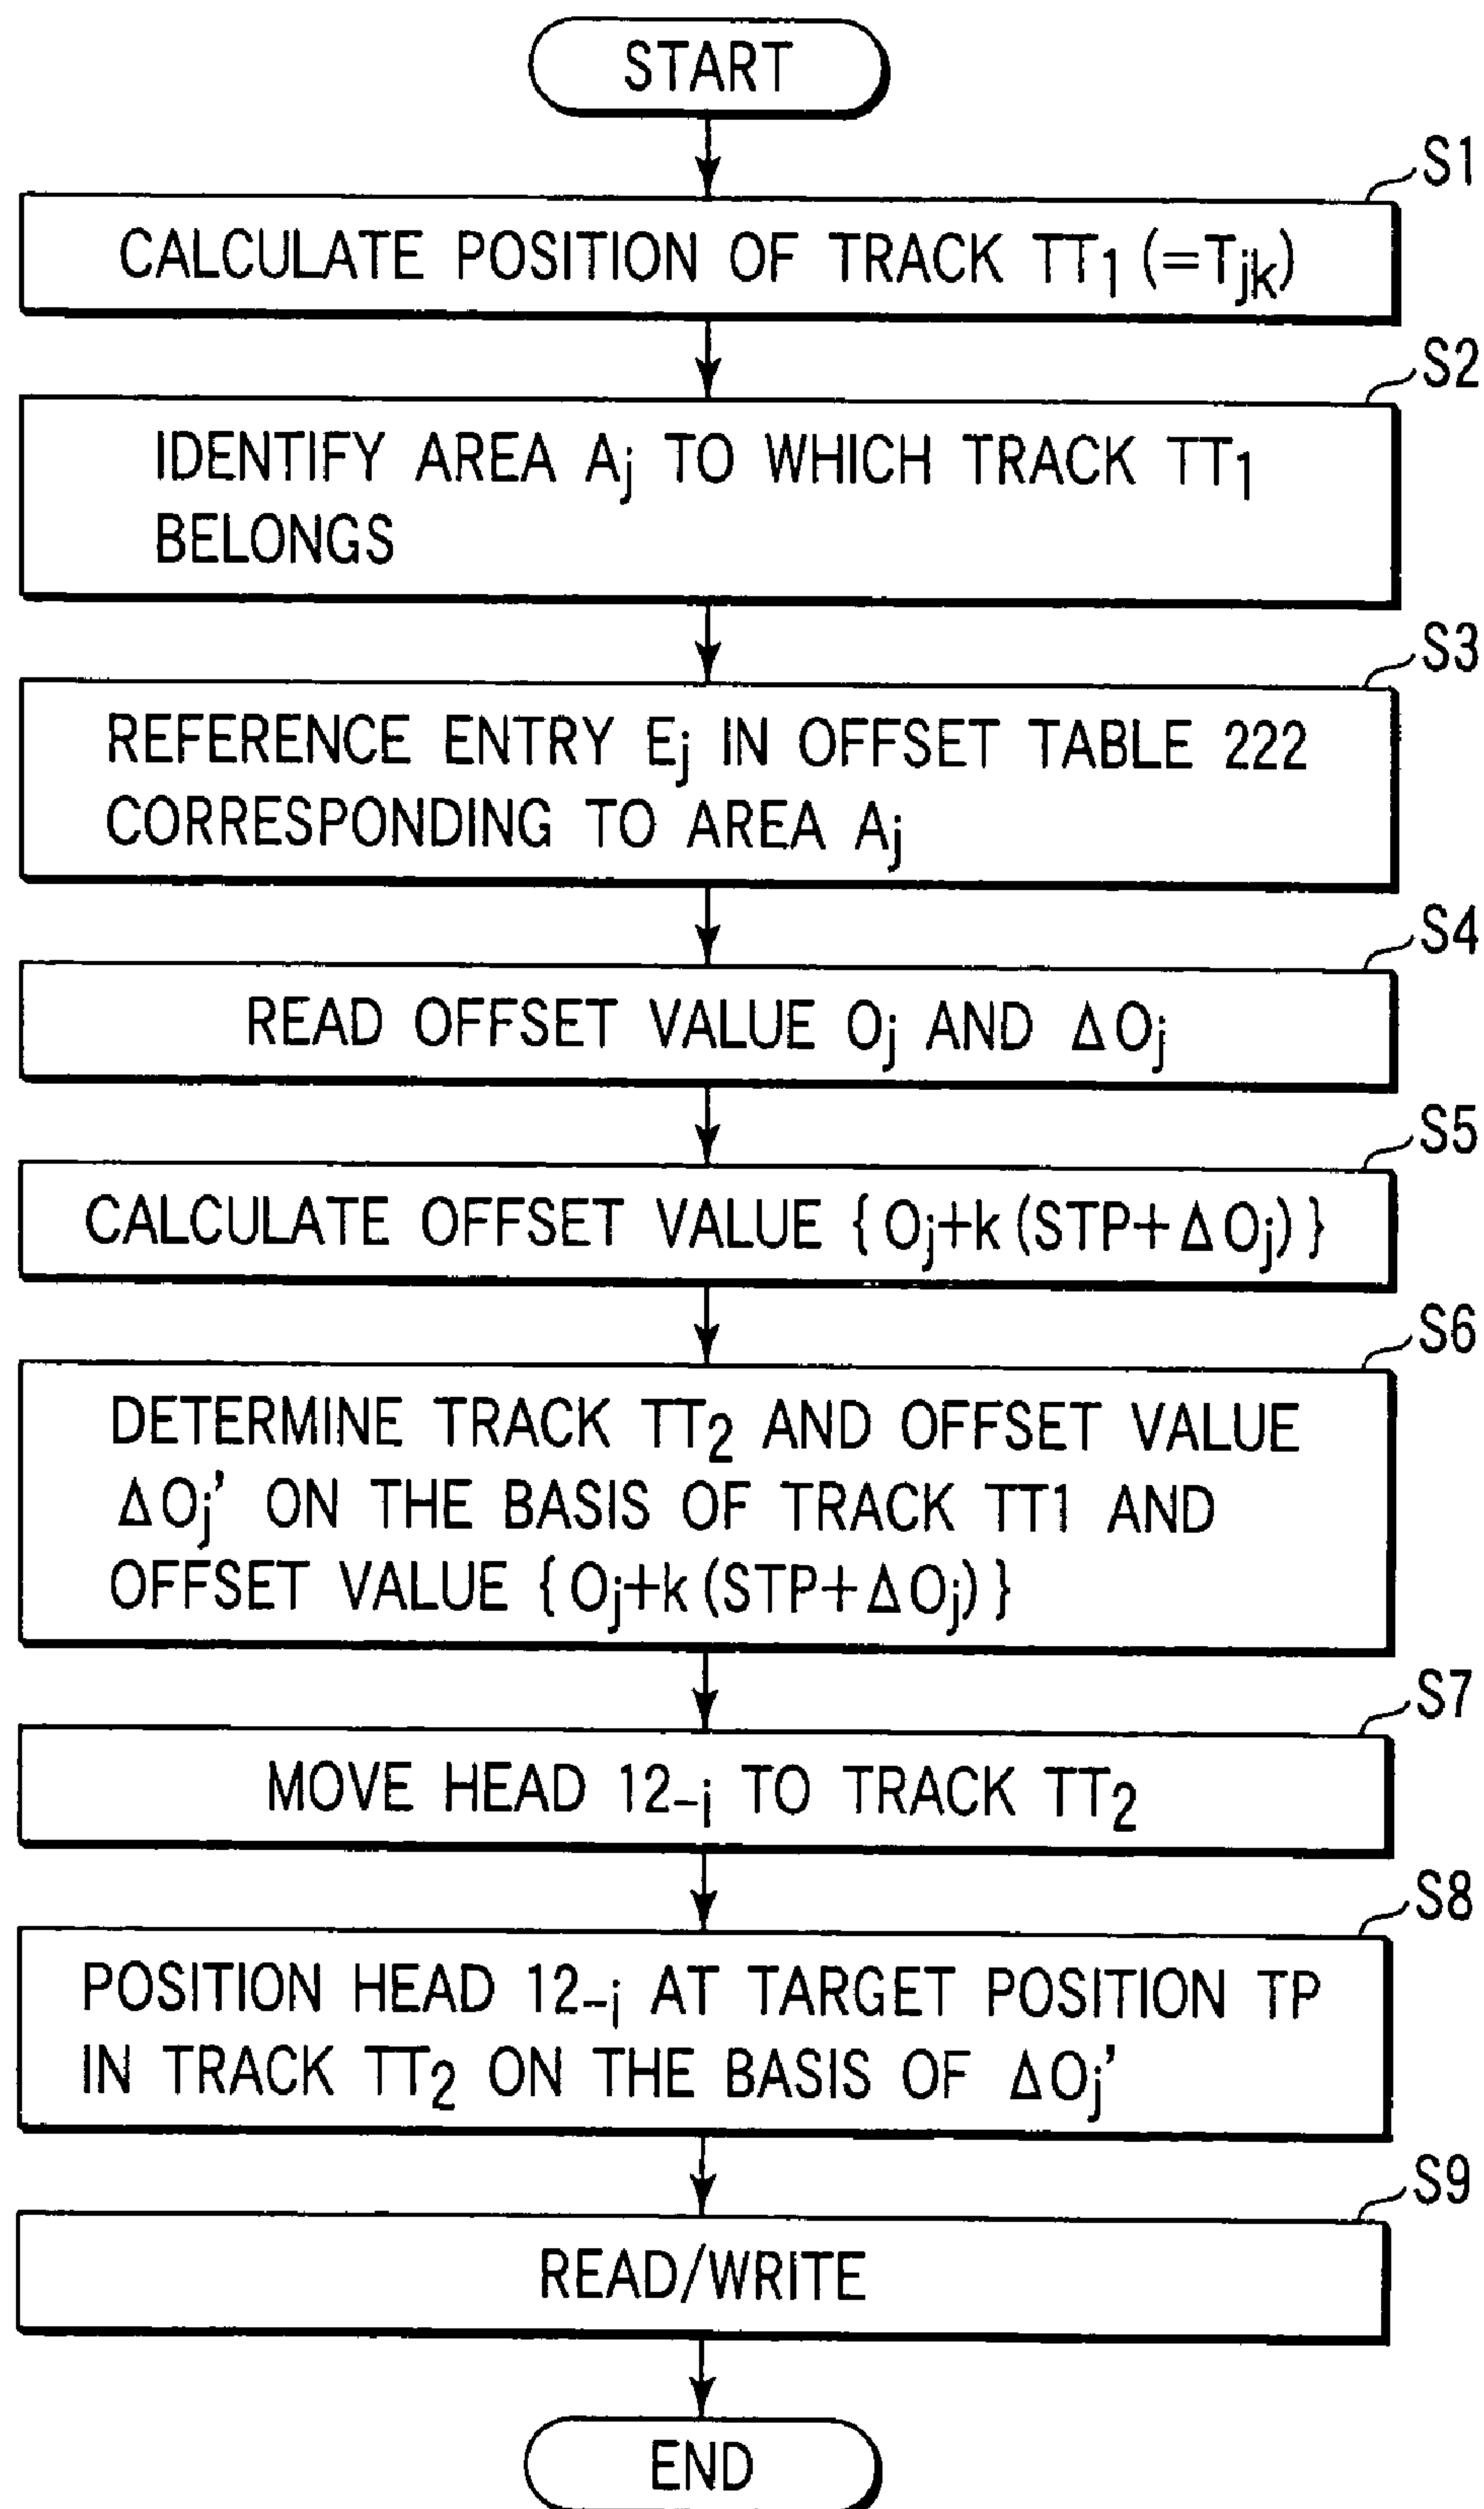 START
S1
CALCULATE POSITION OF TRACK TT₁ (=Tjk)
S2
IDENTIFY AREA Aj TO WHICH TRACK TT₁
BELONGS
S3
REFERENCE ENTRY Ej IN OFFSET TABLE 222
CORRESPONDING TO AREA Aj
S4
READ OFFSET VALUE Oj AND ΔOj
S5
CALCULATE OFFSET VALUE {Oj+k(STP+ΔOj)}
S6
DETERMINE TRACK TT₂ AND OFFSET VALUE
ΔOj' ON THE BASIS OF TRACK TT1 AND
OFFSET VALUE {Oj+k(STP+ΔOj)}
S7
MOVE HEAD 12-i TO TRACK TT₂
S8
POSITION HEAD 12-i AT TARGET POSITION TP
IN TRACK TT₂ ON THE BASIS OF ΔOj'
S9
READ/WRITE
END